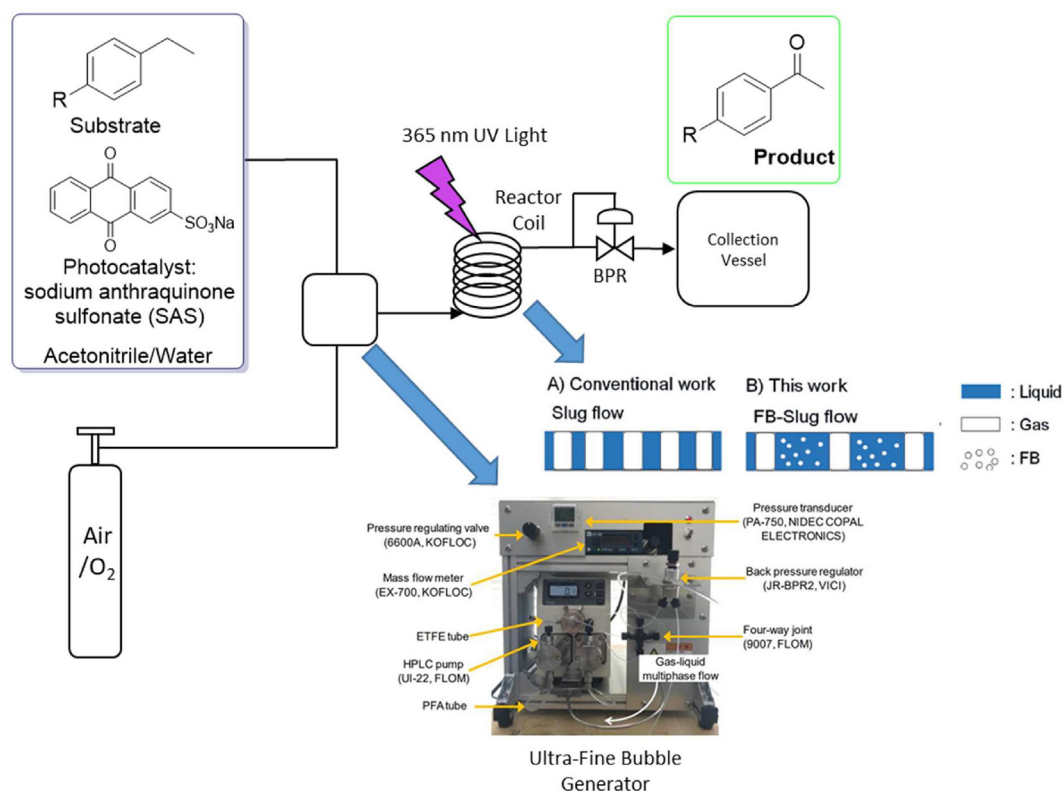 R
Substrate
O
O
SO₃Na
Photocatalyst:
sodium anthraquinone
sulfonate (SAS)
Acetonitrile/Water
365 nm UV Light
Reactor
Coil
BPR
O
R
Product
Collection
Vessel
Air
/O₂
A) Conventional work
Slug flow
B) This work
FB-Slug flow
: Liquid
: Gas
: FB
Pressure regulating valve
(6600A, KOFLOC)
Mass flow meter
(EX-700, KOFLOC)
ETFE tube
HPLC pump
(UI-22, FLOM)
PFA tube
Pressure transducer
(PA-750, NIDEC COPAL
ELECTRONICS)
Back pressure regulator
(JR-BPR2, VICI)
Four-way joint
(9007, FLOM)
Gas-liquid
multiphase flow
Ultra-Fine Bubble
Generator